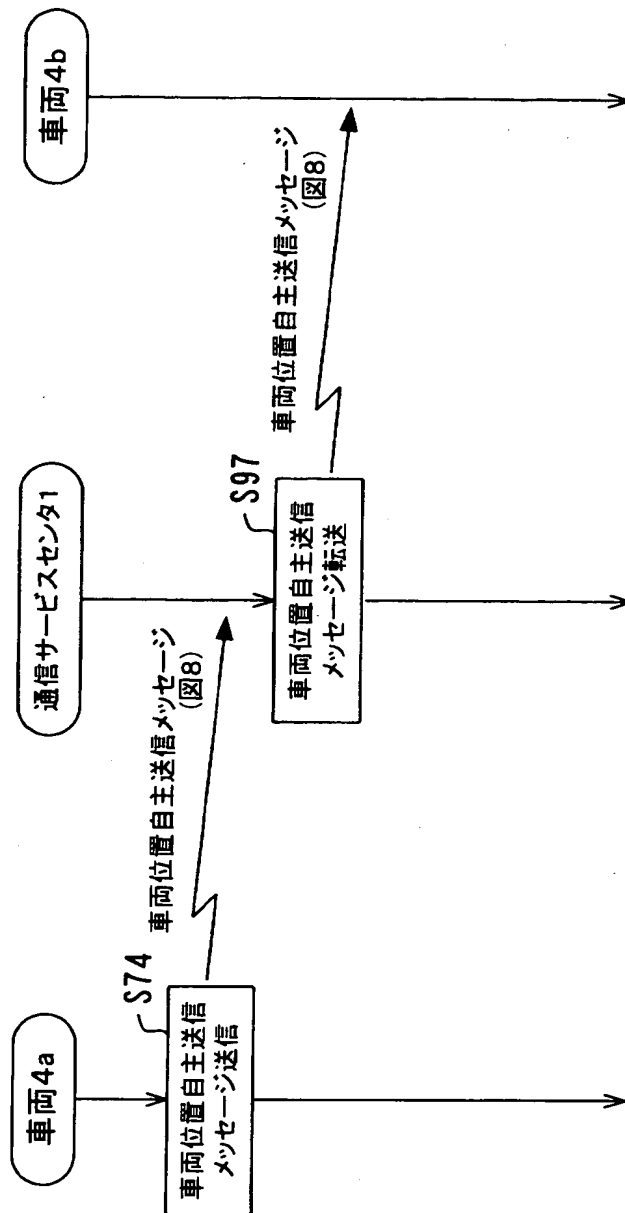 車両4a
通信サービスセンタ1
車両4b
S74
車両位置自主送信
メッセージ送信
車両位置自主送信メッセージ
(図8)
S97
車両位置自主送信
メッセージ転送
車両位置自主送信メッセージ
(図8)